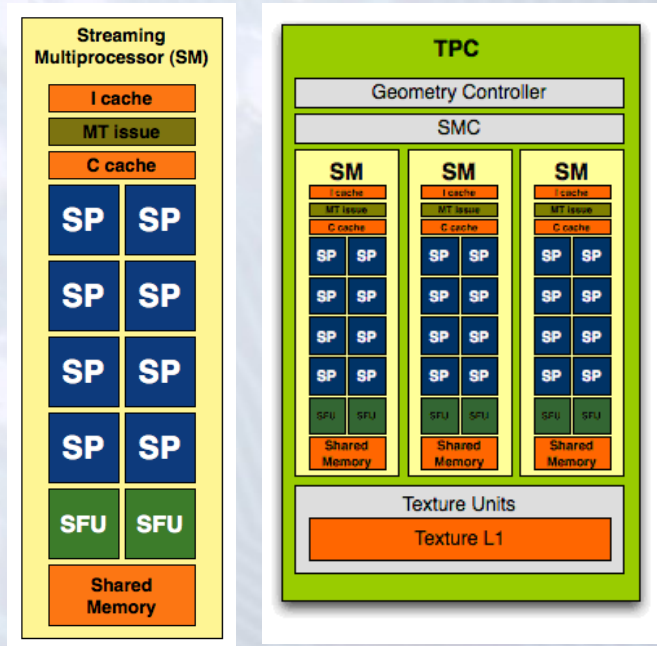 Streaming
Multiprocessor (SM)
I cache
MT issue
C cache
SP SP
SP SP
SP SP
SP SP
SFU SFU
Shared
Memory
TPC
Geometry Controller
SMC
SM
I cache
MT issue
C cache
SP SP
SP SP
SP SP
SP SP
SFU SFU
Shared
Memory
SM
I cache
MT issue
C cache
SP SP
SP SP
SP SP
SP SP
SFU SFU
Shared
Memory
SM
I cache
MT issue
C cache
SP SP
SP SP
SP SP
SP SP
SFU SFU
Shared
Memory
Texture Units
Texture L1